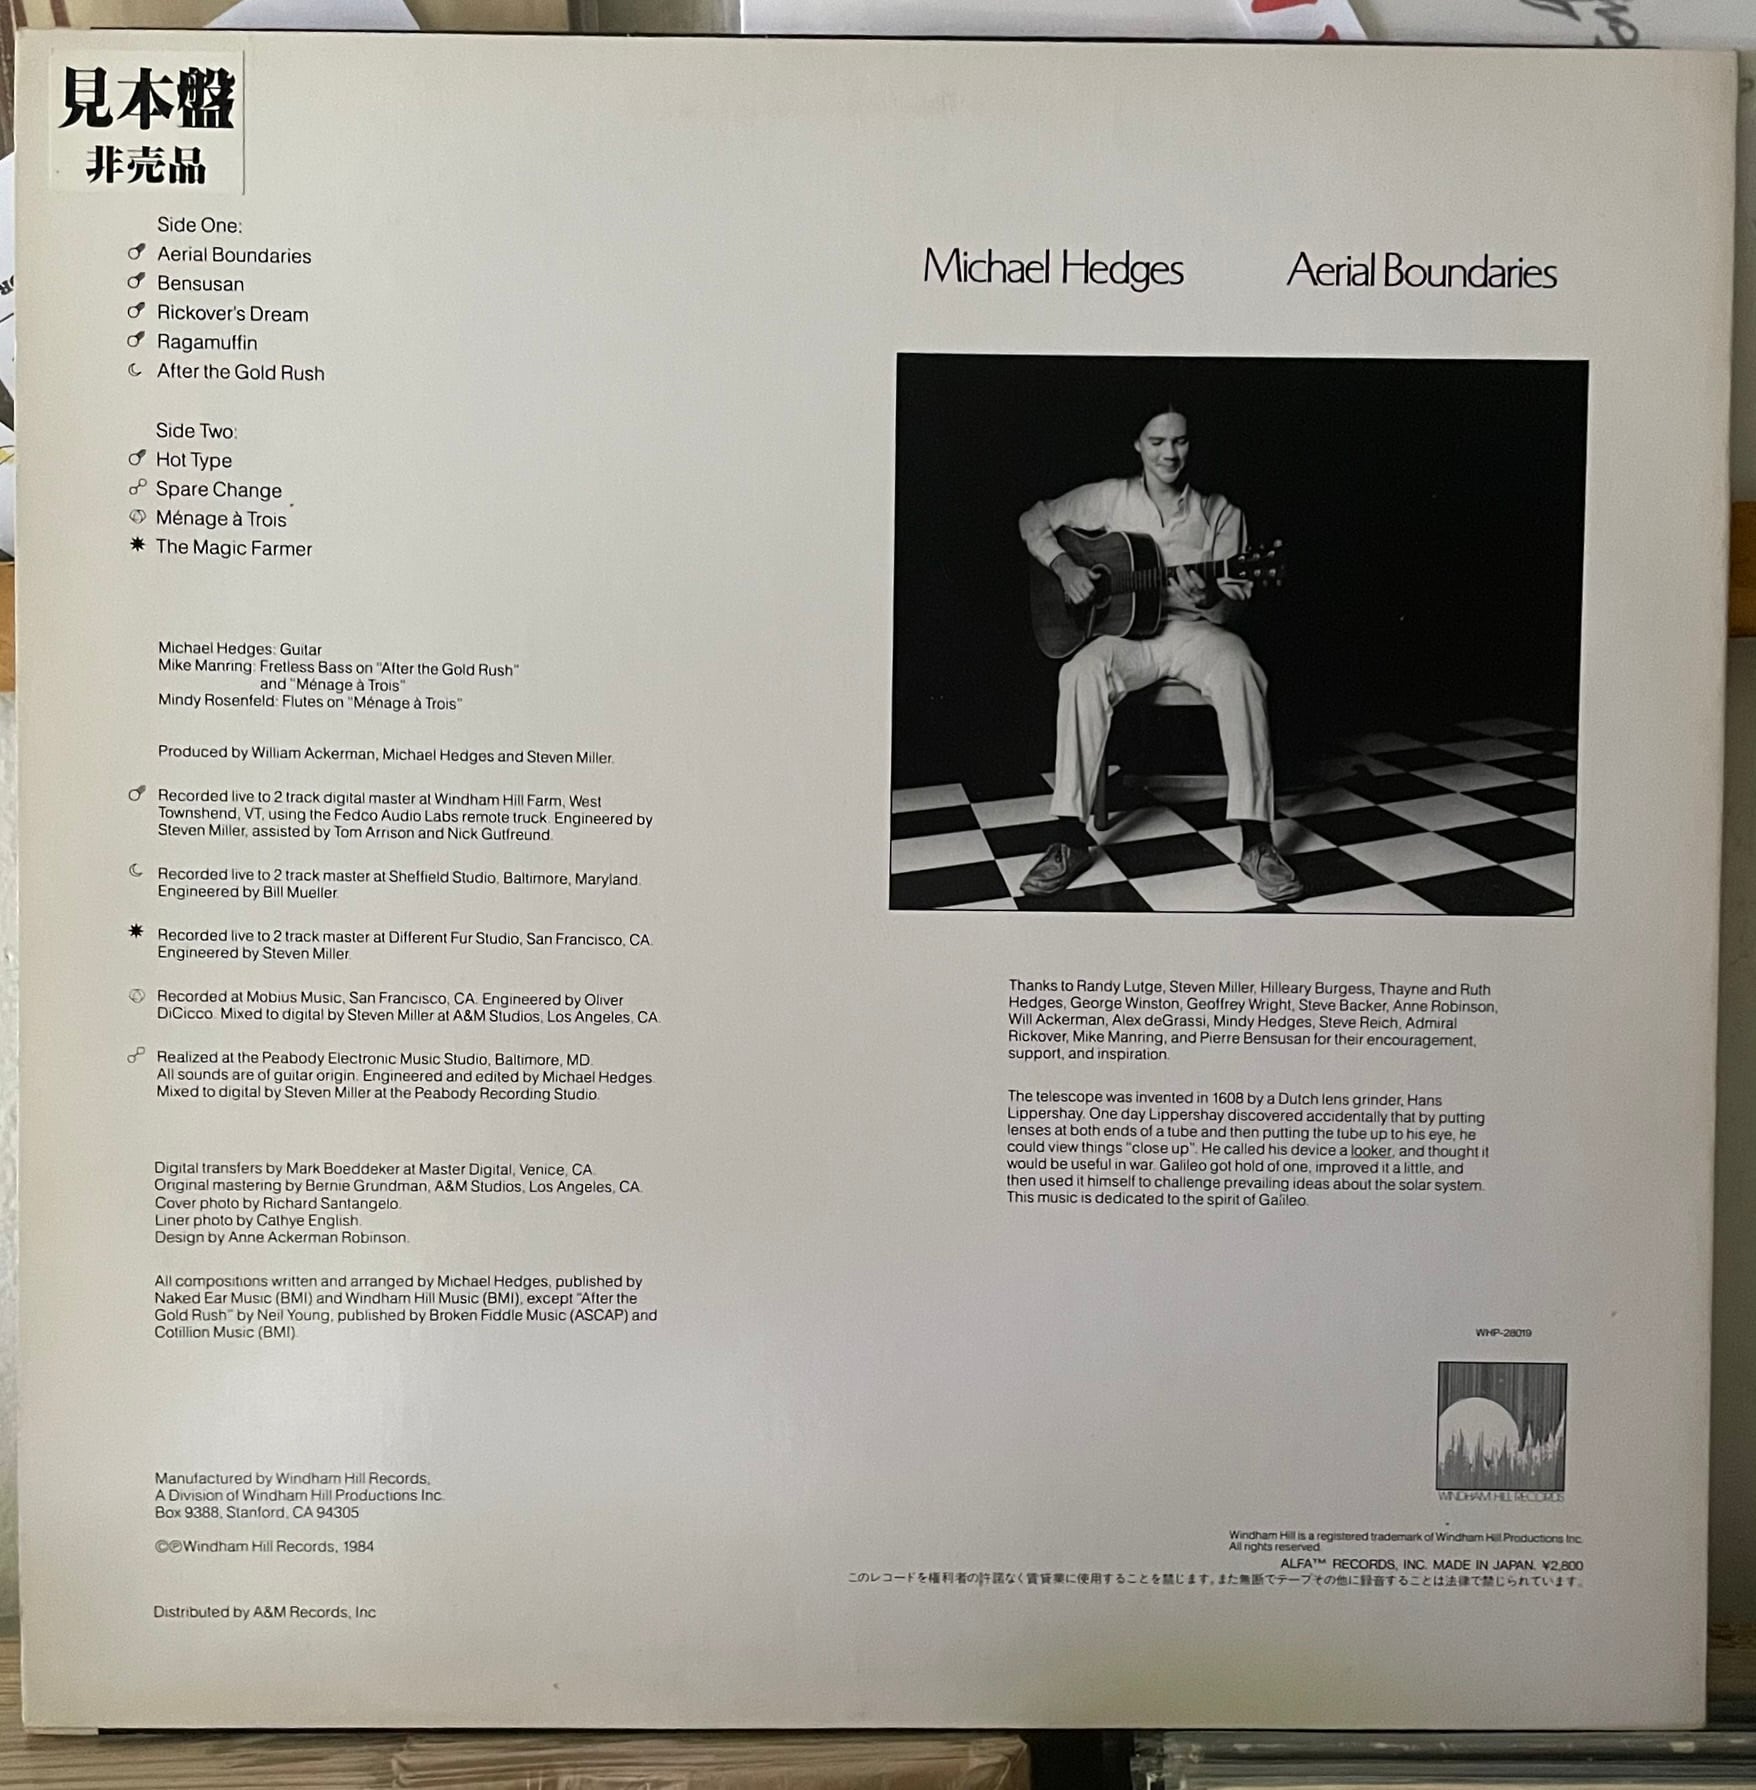 見本盤
非売品
Side One:
Aerial Boundaries
Bensusan
Rickover's Dream
Ragamuffin
After the Gold Rush
Side Two:
Hot Type
Spare Change
Ménage à Trois
The Magic Farmer
Michael Hedges: Guitar
Mike Manring: Fretless Bass on "After the Gold Rush"
and "Ménage à Trois"
Mindy Rosenfeld: Flutes on "Ménage à Trois"
Produced by William Ackerman, Michael Hedges and Steven Miller.
Recorded live to 2 track digital master at Windham Hill Farm, West
Townshend, VT, using the Fedco Audio Labs remote truck. Engineered by
Steven Miller, assisted by Tom Arrison and Nick Gutfreund.
Recorded live to 2 track master at Sheffield Studio, Baltimore, Maryland.
Engineered by Bill Mueller.
Recorded live to 2 track master at Different Fur Studio, San Francisco, CA.
Engineered by Steven Miller.
Recorded at Mobius Music, San Francisco, CA. Engineered by Oliver
DiCicco. Mixed to digital by Steven Miller at A&M Studios, Los Angeles, CA.
Realized at the Peabody Electronic Music Studio, Baltimore, MD.
All sounds are of guitar origin. Engineered and edited by Michael Hedges.
Mixed to digital by Steven Miller at the Peabody Recording Studio.
Digital transfers by Mark Boeddeker at Master Digital, Venice, CA.
Original mastering by Bernie Grundman, A&M Studios, Los Angeles, CA.
Cover photo by Richard Santangelo.
Liner photo by Cathye English.
Design by Anne Ackerman Robinson.
All compositions written and arranged by Michael Hedges, published by
Naked Ear Music (BMI) and Windham Hill Music (BMI), except "After the
Gold Rush" by Neil Young, published by Broken Fiddle Music (ASCAP) and
Cotillion Music (BMI).
Manufactured by Windham Hill Records,
A Division of Windham Hill Productions Inc.
Box 9388, Stanford, CA 94305
©℗Windham Hill Records, 1984
Distributed by A&M Records, Inc
Michael Hedges Aerial Boundaries
Thanks to Randy Lutge, Steven Miller, Hilleary Burgess, Thayne and Ruth
Hedges, George Winston, Geoffrey Wright, Steve Backer, Anne Robinson,
Will Ackerman, Alex deGrassi, Mindy Hedges, Steve Reich, Admiral
Rickover, Mike Manring, and Pierre Bensusan for their encouragement,
support, and inspiration.
The telescope was invented in 1608 by a Dutch lens grinder, Hans
Lippershay. One day Lippershay discovered accidentally that by putting
lenses at both ends of a tube and then putting the tube up to his eye, he
could view things "close up". He called his device a looker, and thought it
would be useful in war. Galileo got hold of one, improved it a little, and
then used it himself to challenge prevailing ideas about the solar system.
This music is dedicated to the spirit of Galileo.
WHP-28019
WINDHAM HILL RECORDS
Windham Hill is a registered trademark of Windham Hill Productions Inc.
All rights reserved.
ALFA™ RECORDS, INC. MADE IN JAPAN. ¥2,800
このレコードを権利者の許諾なく賃貸業に使用することを禁じます。また無断でテープその他に録音することは法律で禁じられています。